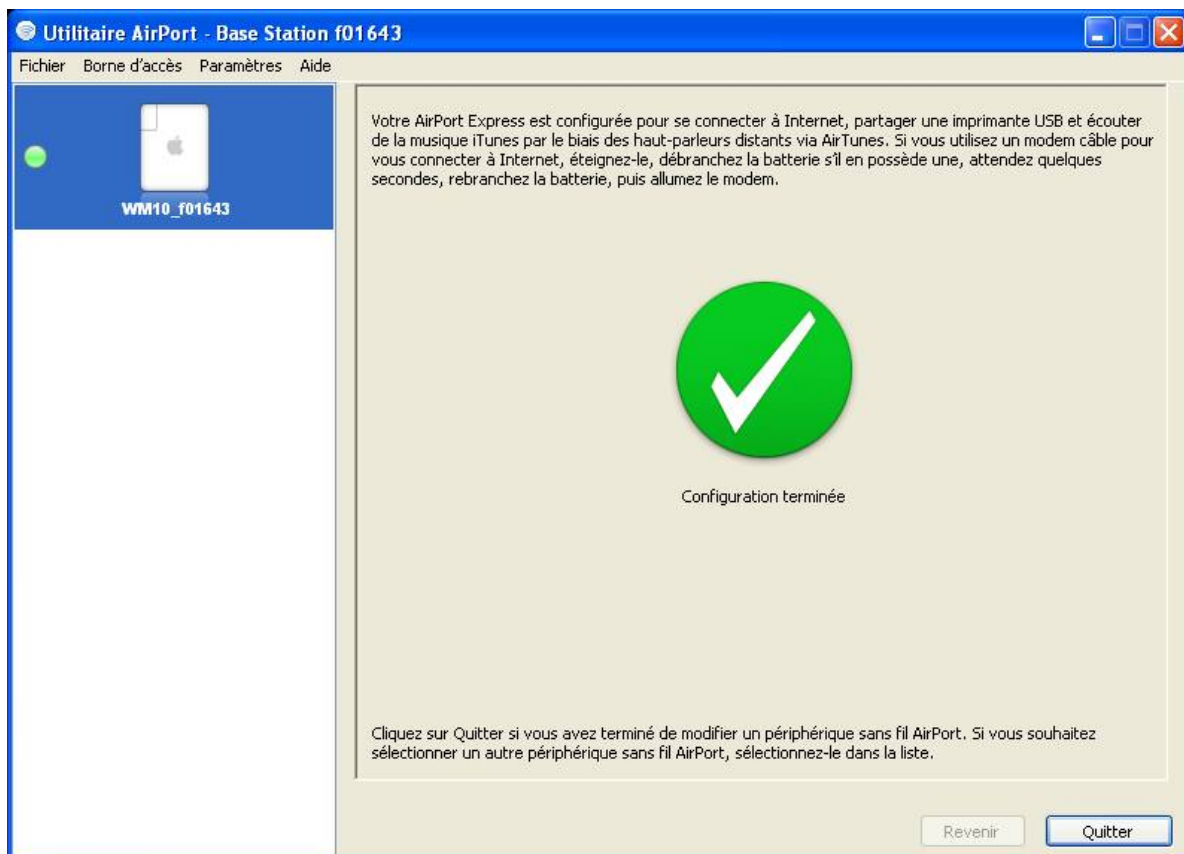 Utilitaire AirPort - Base Station f01643
Fichier Borne d'accès Paramètres Aide
WM10_f01643
Votre AirPort Express est configurée pour se connecter à Internet, partager une imprimante USB et écouter
de la musique iTunes par le biais des haut-parleurs distants via AirTunes. Si vous utilisez un modem câble pour
vous connecter à Internet, éteignez-le, débranchez la batterie s'il en possède une, attendez quelques
secondes, rebranchez la batterie, puis allumez le modem.
Configuration terminée
Cliquez sur Quitter si vous avez terminé de modifier un périphérique sans fil AirPort. Si vous souhaitez
sélectionner un autre périphérique sans fil AirPort, sélectionnez-le dans la liste.
Revenir Quitter